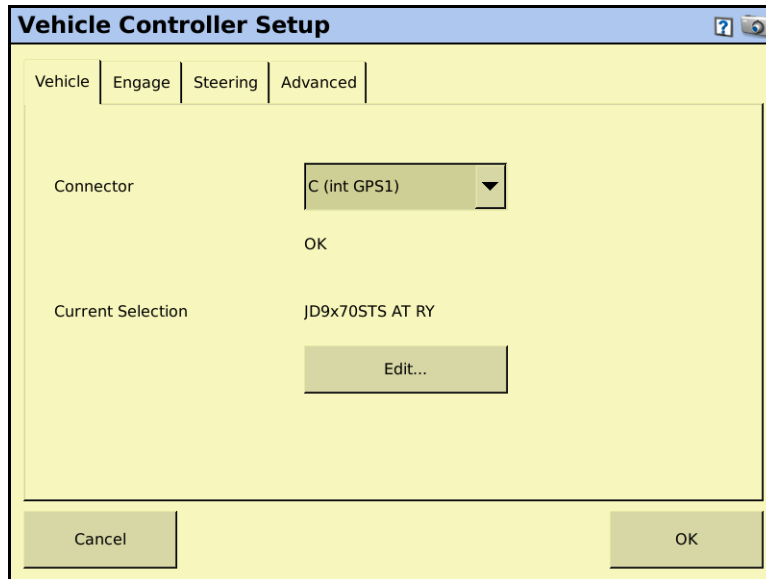 Vehicle Controller Setup ?
Vehicle Engage Steering Advanced
Connector C (int GPS1)
OK
Current Selection JD9x70STS AT RY
Edit...
Cancel OK